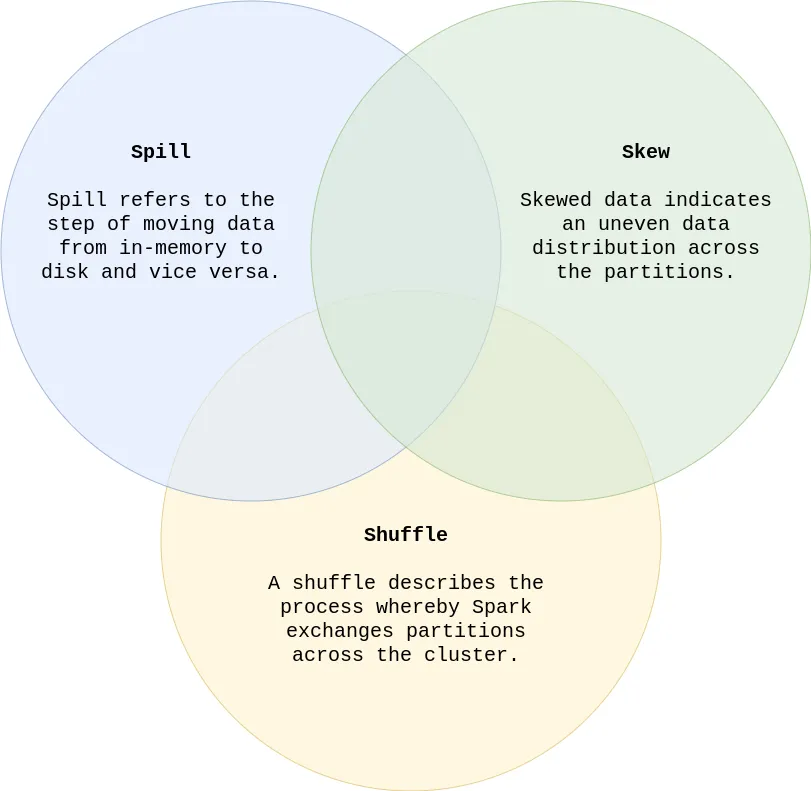 Spill
Spill refers to the
step of moving data
from in-memory to
disk and vice versa.
Skew
Skewed data indicates
an uneven data
distribution across
the partitions.
Shuffle
A shuffle describes the
process whereby Spark
exchanges partitions
across the cluster.